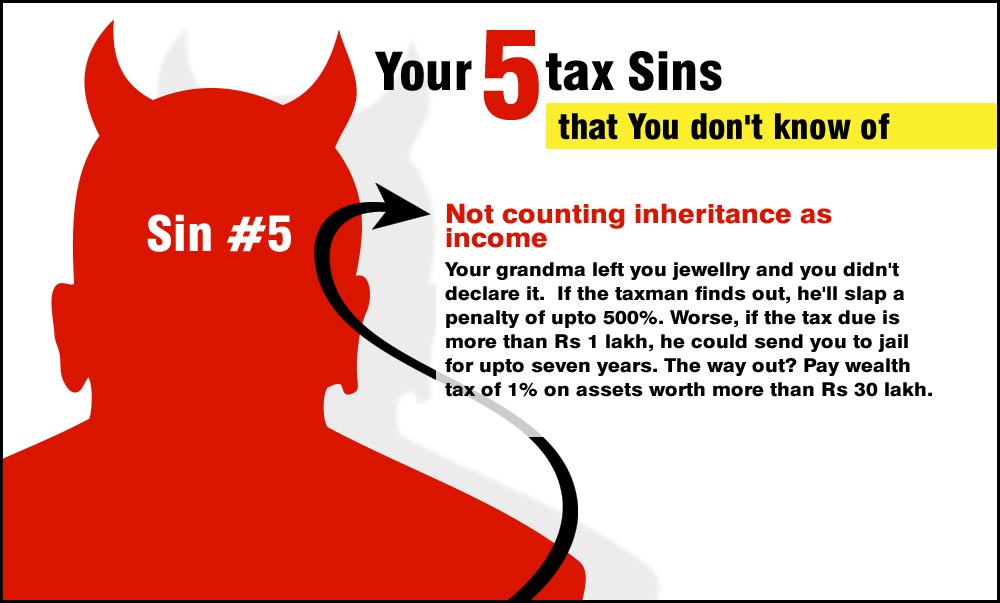 Your 5 tax Sins
that You don't know of
Sin #5
Not counting inheritance as
income
Your grandma left you jewellry and you didn't
declare it.  If the taxman finds out, he'll slap a
penalty of upto 500%. Worse, if the tax due is
more than Rs 1 lakh, he could send you to jail
for upto seven years. The way out? Pay wealth
tax of 1% on assets worth more than Rs 30 lakh.